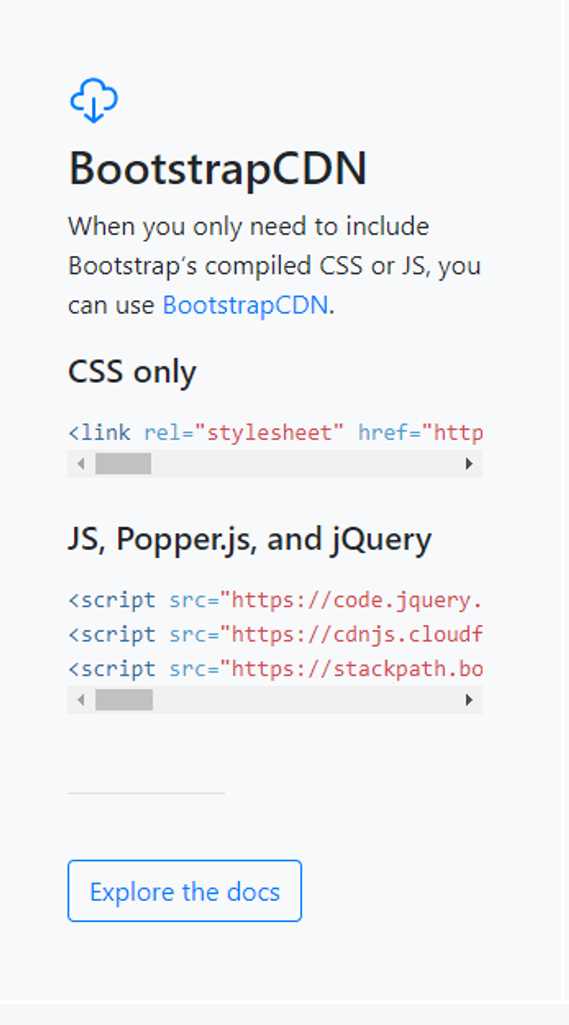 BootstrapCDN
When you only need to include
Bootstrap’s compiled CSS or JS, you
can use BootstrapCDN.
CSS only
<link rel="stylesheet" href="http
JS, Popper.js, and jQuery
<script src="https://code.jquery.
<script src="https://cdnjs.cloudf
<script src="https://stackpath.bo
Explore the docs